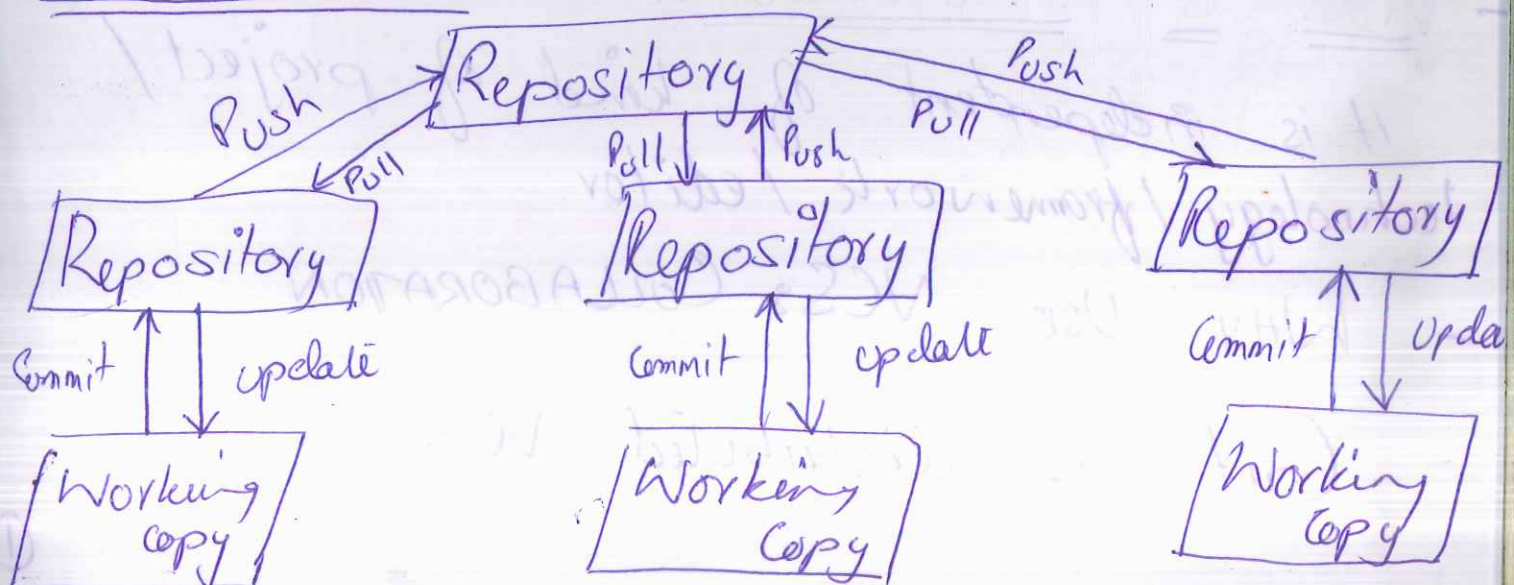 Repository
Push
Pull
Pull
Push
Push
Pull
Repository
Repository
Repository
Commit
update
Commit
update
Commit
Upda
Working
Copy
Working
Copy
Working
Copy